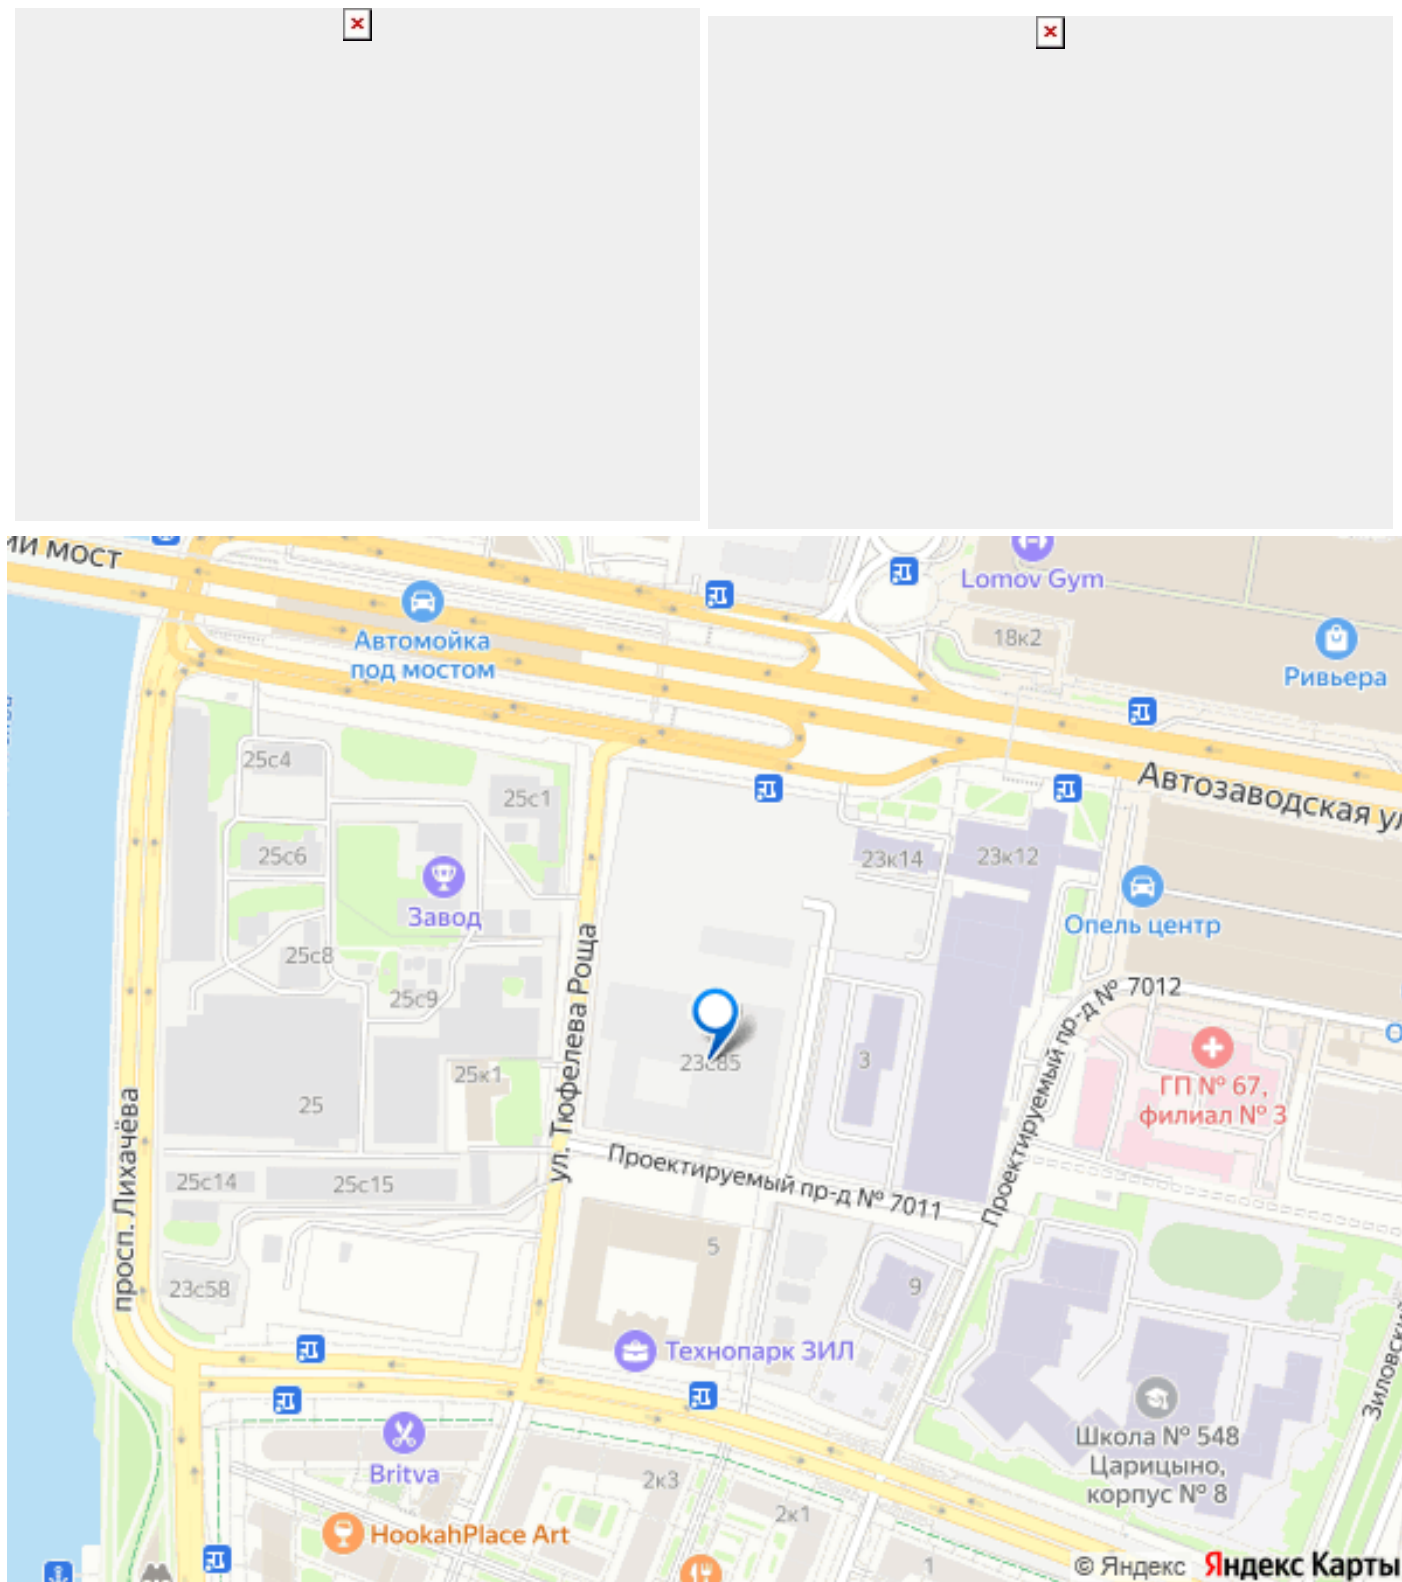 ий мост
Lomov Gym
18к2
Автомойка
под мостом
Ривьера
25с4
25с1
Автозаводская ул
25с6
23к14
23к12
Завод
Опель центр
25с8
25с9
ул. Тюфелева Роща
Проектируемый пр-д № 7012
23с85
3
25к1
25
ГП № 67,
филиал № 3
просп. Лихачёва
Проектируемый пр-д № 7011
25с14
25с15
5
23с58
9
Технопарк ЗИЛ
Зиловский
Школа № 548
Царицыно,
корпус № 8
Britva
2к3
2к1
HookahPlace Art
1
© Яндекс Яндекс Карты